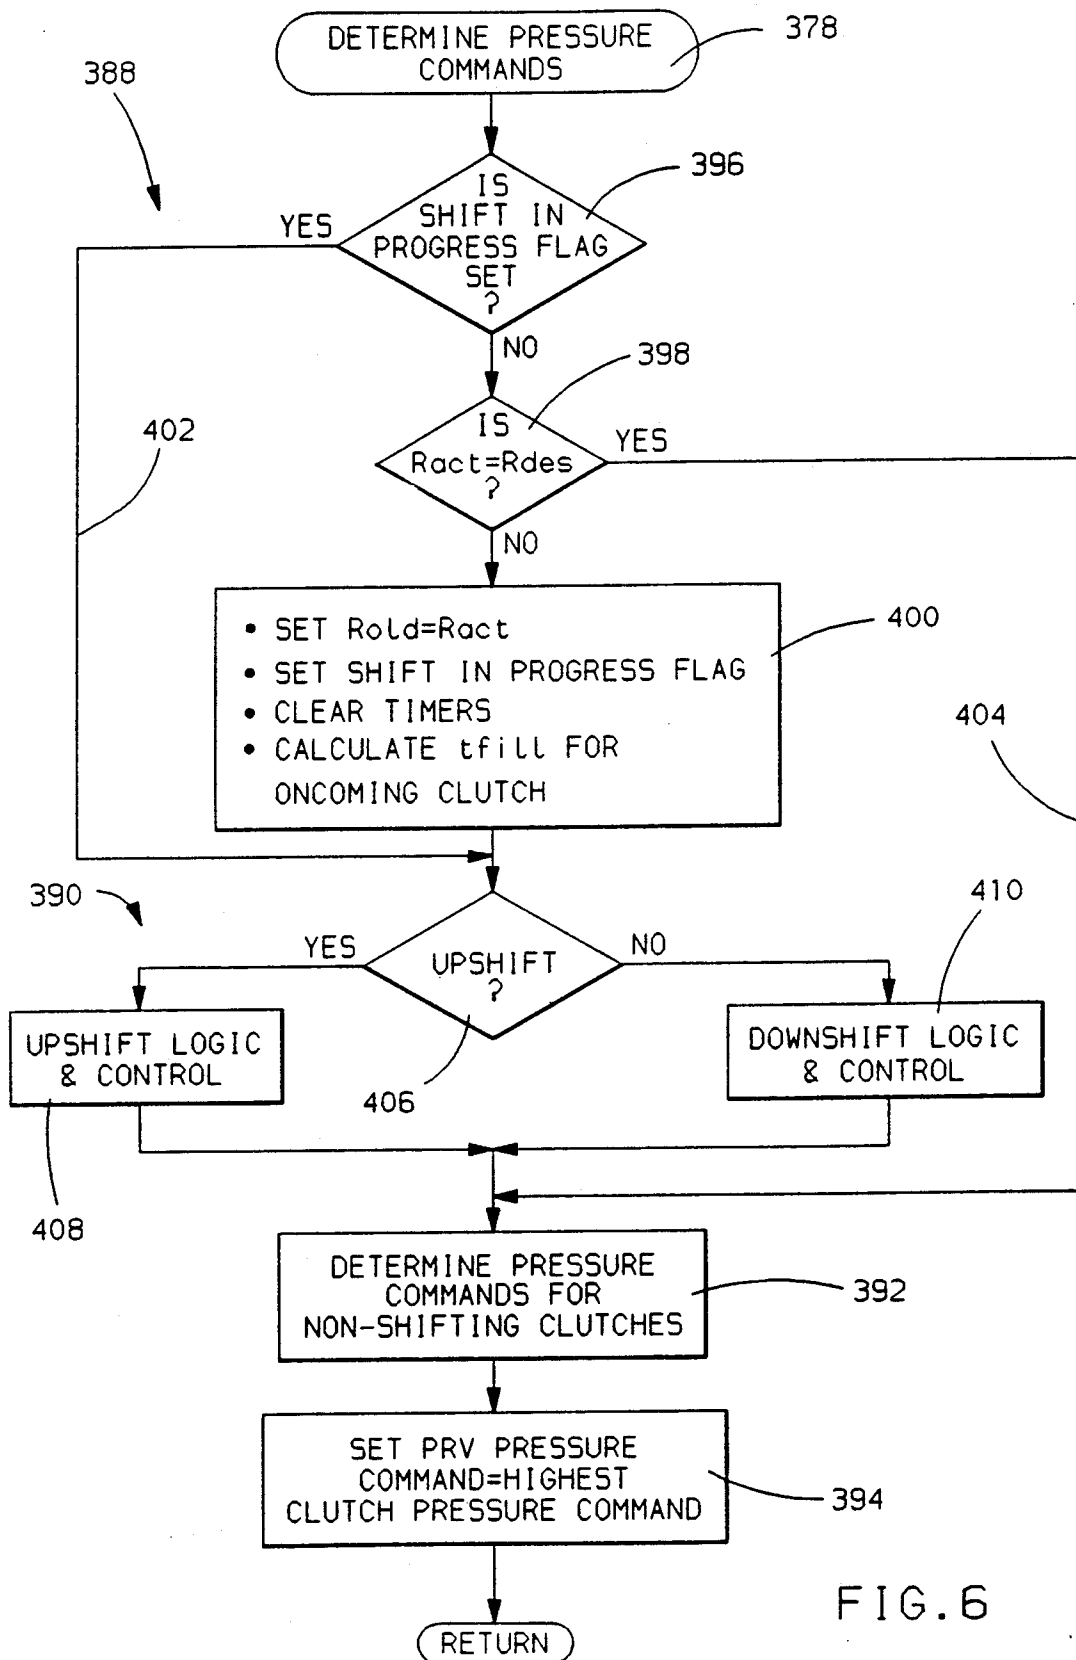 DETERMINE PRESSURE
COMMANDS
378
388
396
IS
SHIFT IN
PROGRESS FLAG
SET
?
YES
NO
398
IS
Ract=Rdes
?
YES
402
NO
• SET Rold=Ract
• SET SHIFT IN PROGRESS FLAG
• CLEAR TIMERS
• CALCULATE tfill FOR
ONCOMING CLUTCH
400
404
390
410
YES
UPSHIFT
?
NO
UPSHIFT LOGIC
& CONTROL
DOWNSHIFT LOGIC
& CONTROL
406
408
DETERMINE PRESSURE
COMMANDS FOR
NON-SHIFTING CLUTCHES
392
SET PRV PRESSURE
COMMAND=HIGHEST
CLUTCH PRESSURE COMMAND
394
FIG.6
RETURN